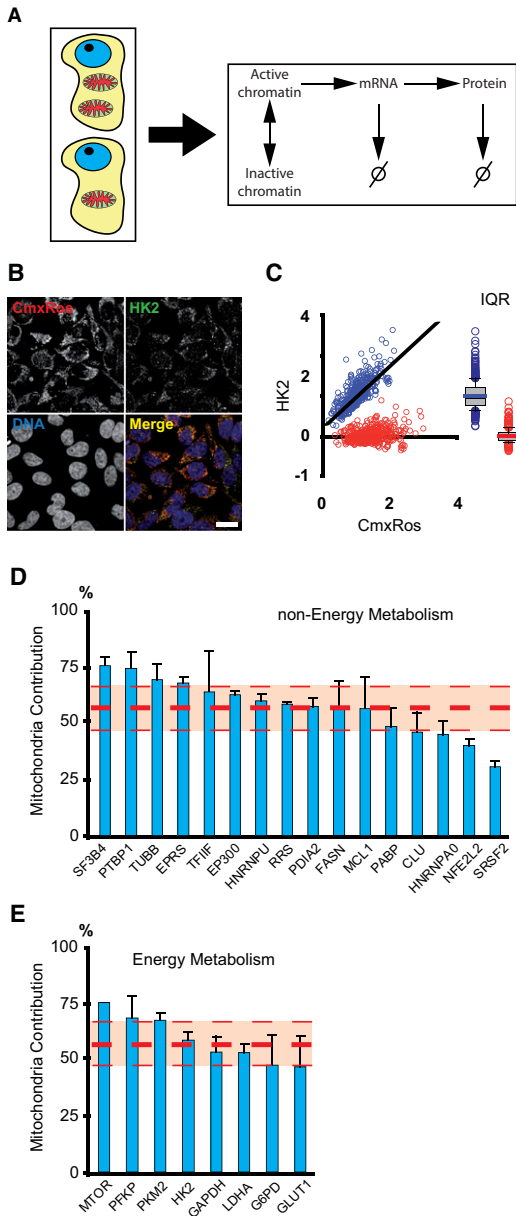 A
Active
chromatin
mRNA
Protein
Inactive
chromatin
B
CmxRos
HK2
DNA
Merge
C
IQR
4
2
0
-1
HK2
0
2
4
CmxRos
D
%
non-Energy Metabolism
100
75
50
25
0
Mitochondria Contribution
SF3B4
PTBP1
TUBB
EPRS
TFIIF
EP300
HNRNPU
RRS
PDIA2
FASN
MCL1
PABP
CLU
HNRNPA0
NFE2L2
SRSF2
E
%
Energy Metabolism
100
75
50
25
0
Mitochondria Contribution
MTOR
PFKP
PKM2
HK2
GAPDH
LDHA
G6PD
GLUT1